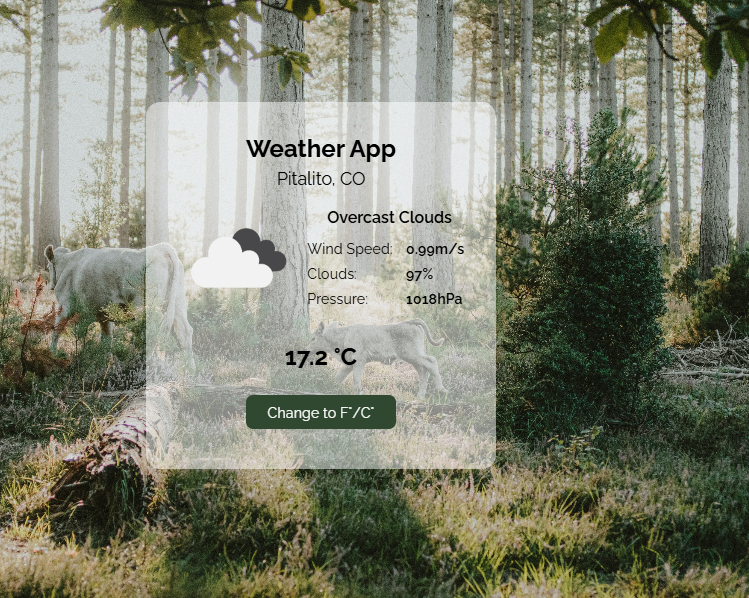 Weather App
Pitalito, CO
Overcast Clouds
Wind Speed: 0.99m/s
Clouds: 97%
Pressure: 1018hPa
17.2 °C
Change to F°/C°